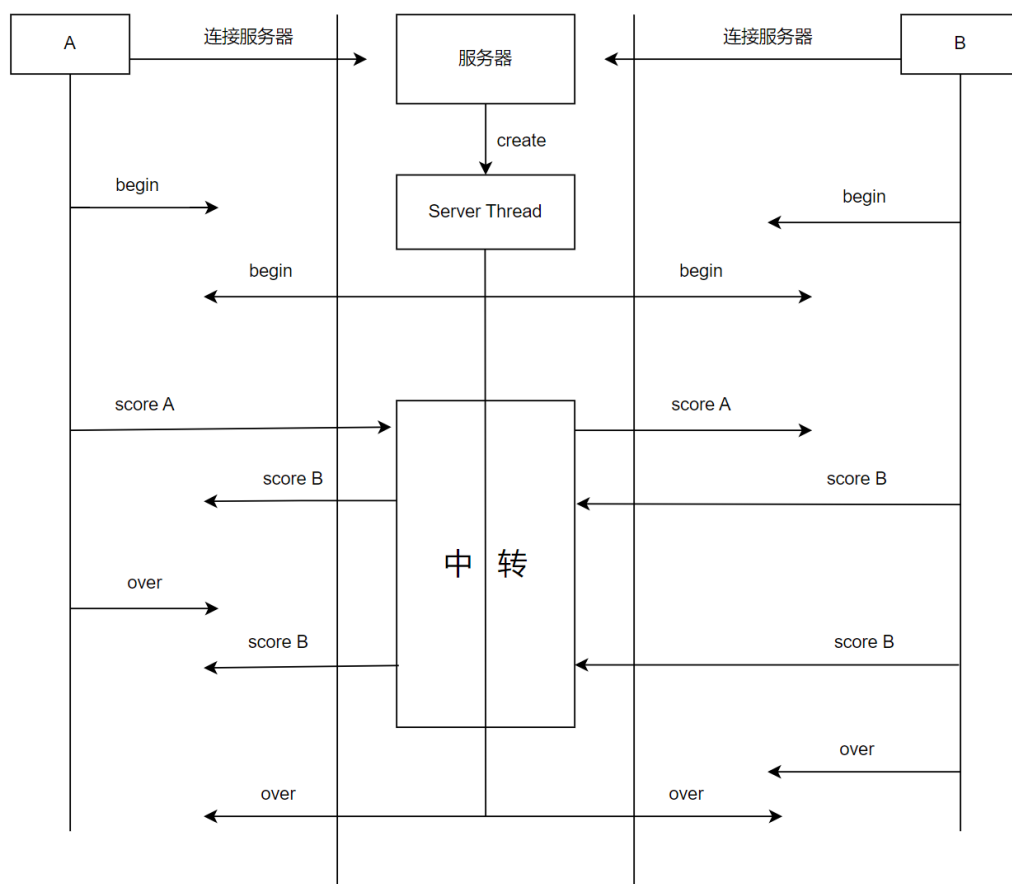 A
连接服务器
服务器
连接服务器
B
create
begin
Server Thread
begin
begin
begin
score A
score A
score B
score B
中 转
over
score B
score B
over
over
over